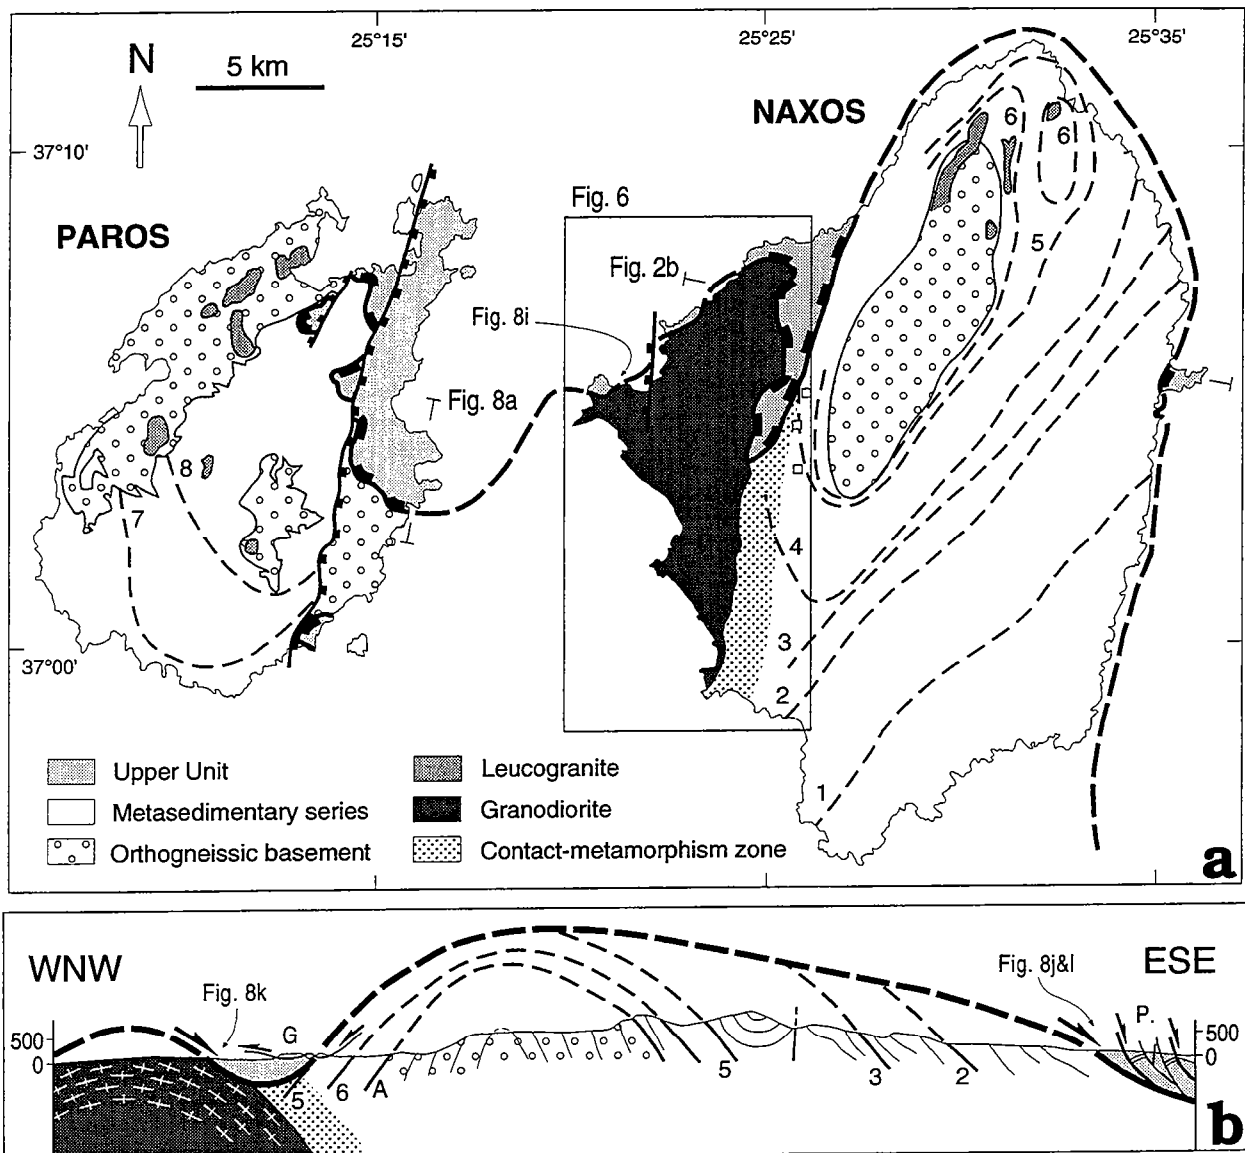 25°15'
25°25'
25°35'
N
5 km
NAXOS
37°10'
6
6
Fig. 6
PAROS
5
Fig. 2b
Fig. 8i
Fig. 8a
8
7
4
3
37°00'
2
1
Upper Unit
Leucogranite
Metasedimentary series
Granodiorite
Orthogneissic basement
Contact-metamorphism zone
a
WNW
ESE
Fig. 8j&l
Fig. 8k
P.
G
500
500
0
0
5
6
A
5
3
2
b